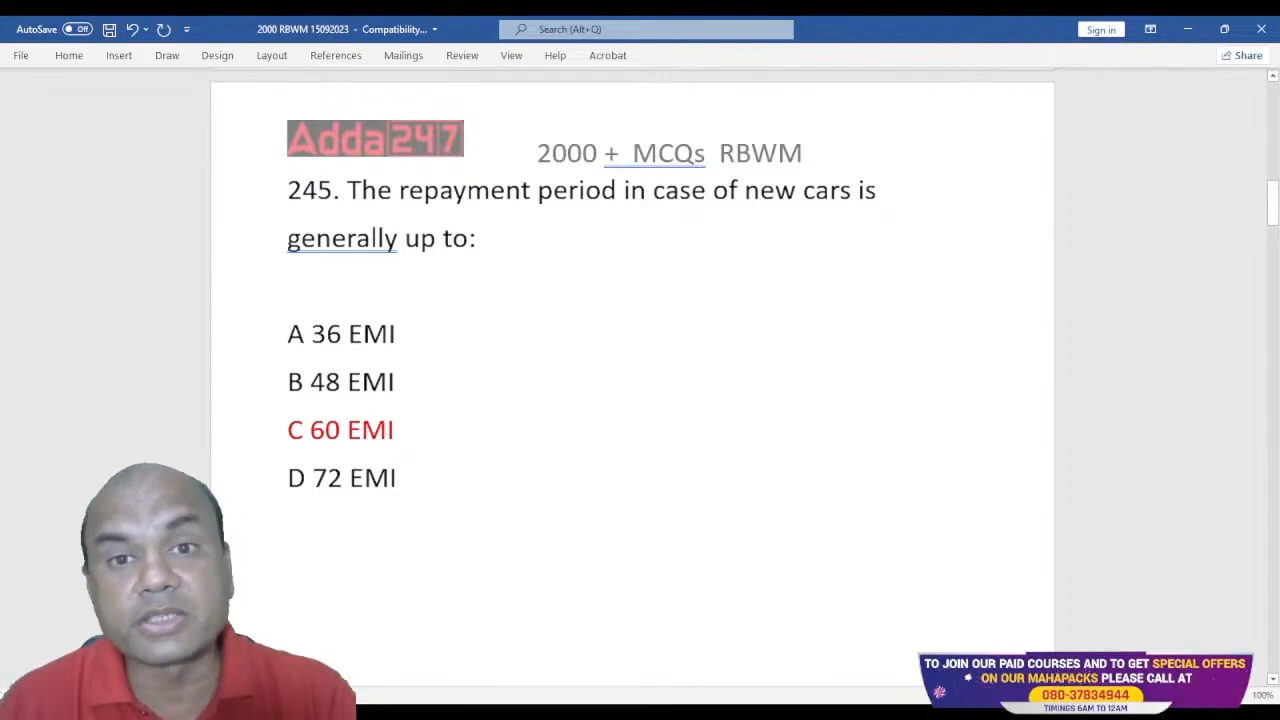 AutoSave Off 2000 RBWM 15092023 - Compatibility... Search (Alt+Q) Sign in
File Home Insert Draw Design Layout References Mailings Review View Help Acrobat Share
Adda247
2000 + MCQs RBWM
245. The repayment period in case of new cars is
generally up to:
A 36 EMI
B 48 EMI
C 60 EMI
D 72 EMI
TO JOIN OUR PAID COURSES AND TO GET SPECIAL OFFERS
ON OUR MAHAPACKS PLEASE CALL AT
080-37834944
TIMINGS 6AM TO 12AM
100%